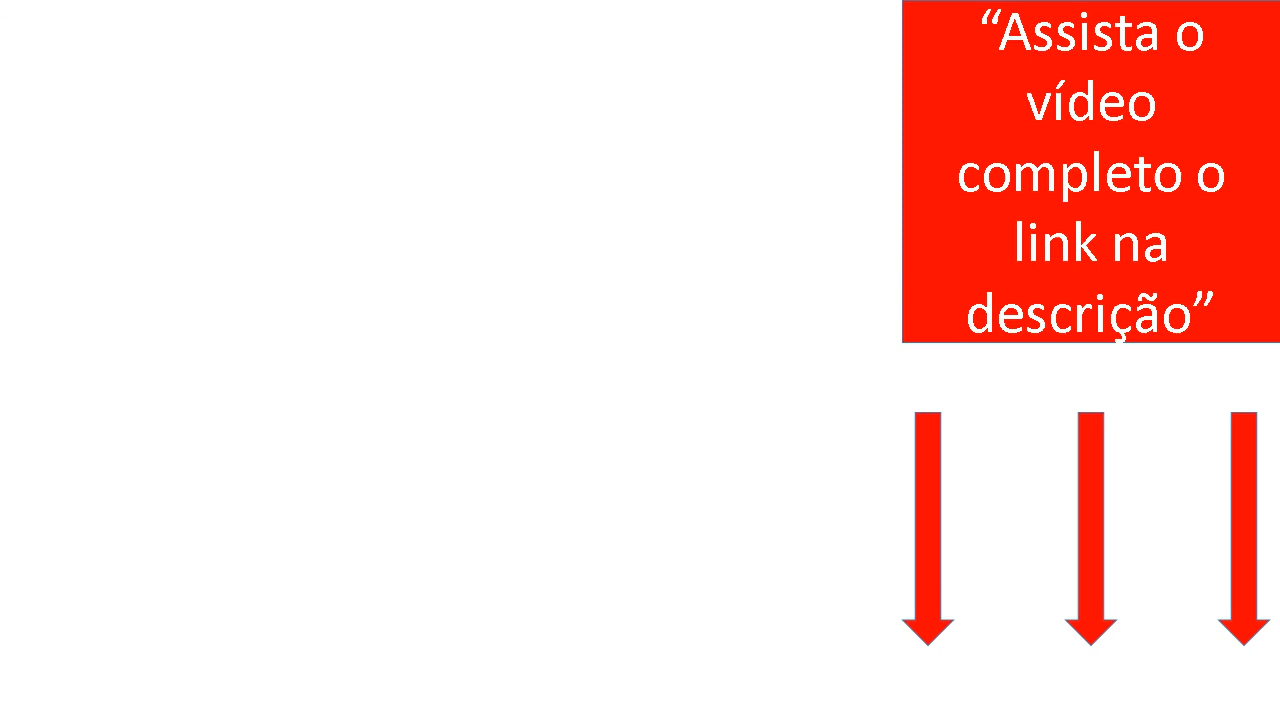 “Assista o
vídeo
completo o
link na
descrição”